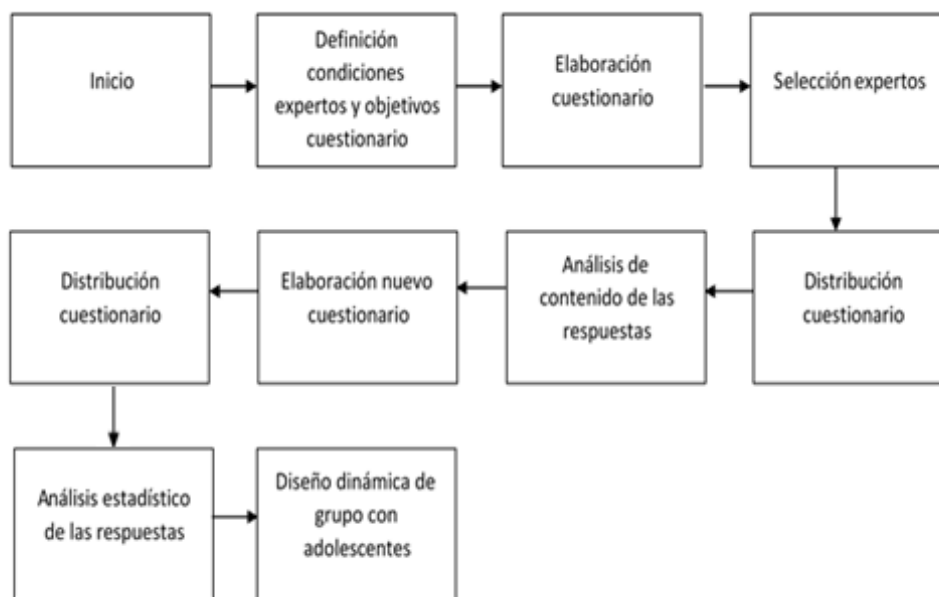 Inicio
Definición
condiciones
expertos y objetivos
cuestionario
Elaboración
cuestionario
Selección expertos
Distribución
cuestionario
Análisis de
contenido de las
respuestas
Elaboración nuevo
cuestionario
Distribución
cuestionario
Análisis estadístico
de las respuestas
Diseño dinámica de
grupo con
adolescentes